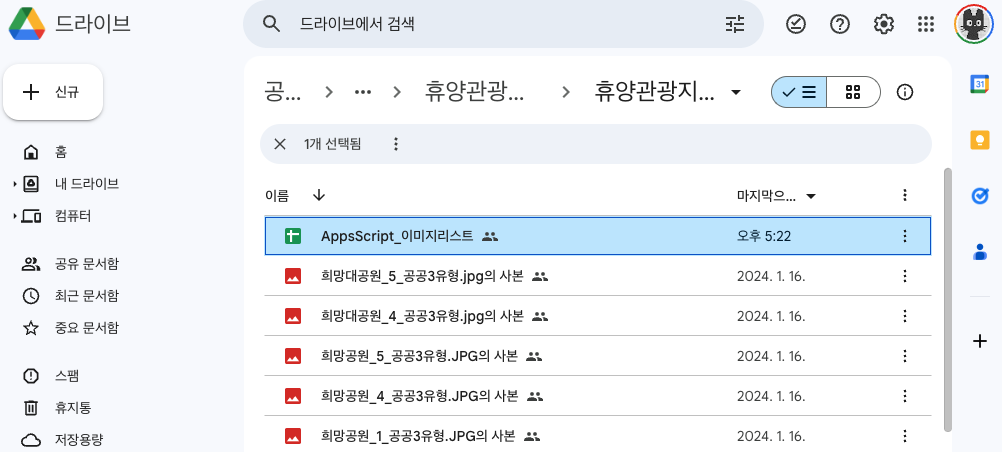 드라이브
드라이브에서 검색
신규
홈
내 드라이브
컴퓨터
공유 문서함
최근 문서함
중요 문서함
스팸
휴지통
저장용량
공... > ... > 휴양관광... > 휴양관광지...
1개 선택됨
이름 마지막으...
AppsScript_이미지리스트 오후 5:22
희망대공원_5_공공3유형.jpg의 사본 2024. 1. 16.
희망대공원_4_공공3유형.jpg의 사본 2024. 1. 16.
희망공원_5_공공3유형.JPG의 사본 2024. 1. 16.
희망공원_4_공공3유형.JPG의 사본 2024. 1. 16.
희망공원_1_공공3유형.JPG의 사본 2024. 1. 16.
31